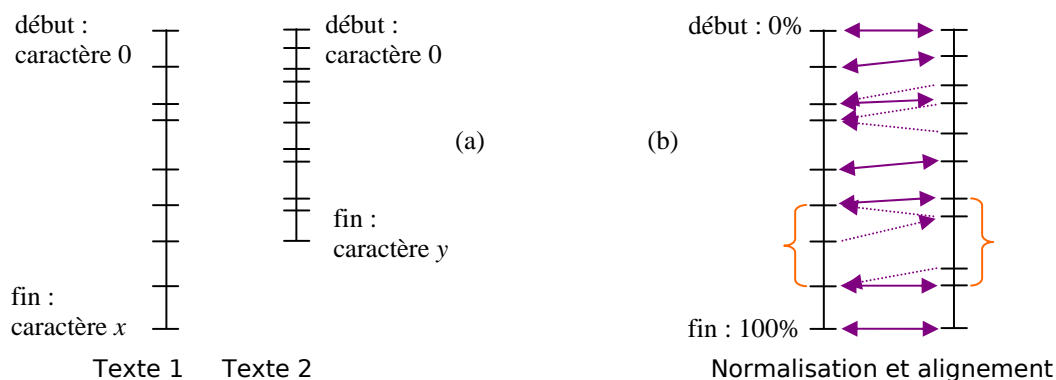 début :
caractère 0
début :
caractère 0
(a)
fin :
caractère y
fin :
caractère x
Texte 1
Texte 2
(b)
début : 0%
fin : 100%
Normalisation et alignement